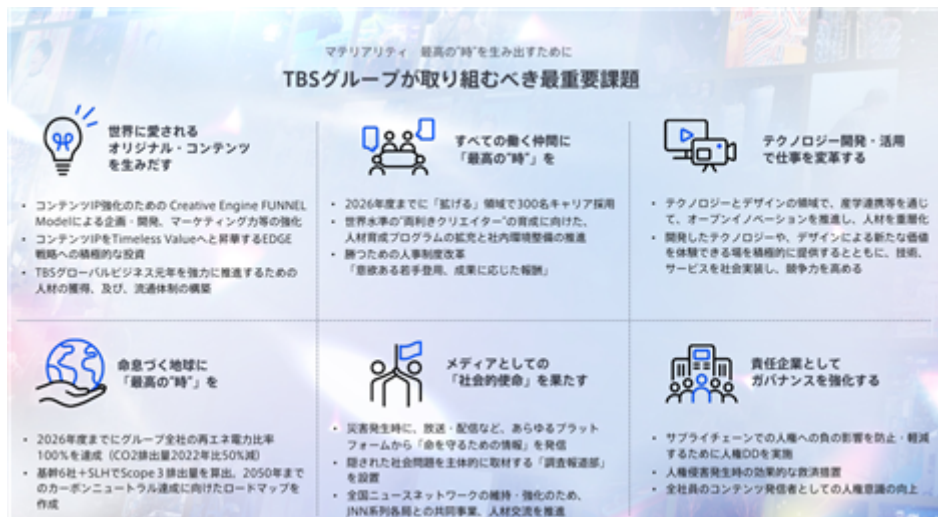 マテリアリティ　最高の"時"を生み出すために
TBSグループが取り組むべき最重要課題
世界に愛される
オリジナル・コンテンツ
を生みだす
• コンテンツIP強化のための Creative Engine FUNNEL
Modelによる企画・開発、マーケティング力等の強化
• コンテンツIPをTimeless Valueへと昇華するEDGE
戦略への積極的な投資
• TBSグローバルビジネス元年を強力に推進するための
人材の獲得、及び、流通体制の構築
すべての働く仲間に
「最高の"時"」を
• 2026年度までに「拡げる」領域で300名キャリア採用
• 世界水準の"両利きクリエイター"の育成に向けた、
人材育成プログラムの拡充と社内環境整備の推進
• 勝つための人事制度改革
「意欲ある若手登用、成果に応じた報酬」
テクノロジー開発・活用
で仕事を変革する
• テクノロジーとデザインの領域で、産学連携等を通じ
て、オープンイノベーションを推進し、人材を重層化
• 開発したテクノロジーや、デザインによる新たな価値
を体験できる場を積極的に提供するとともに、技術、
サービスを社会実装し、競争力を高める
命息づく地球に
「最高の"時"」を
• 2026年度までにグループ全社の再エネ電力比率
100%を達成（CO2排出量2022年比50%減）
• 基幹6社＋SLHでScope 3排出量を算出。2050年まで
のカーボンニュートラル達成に向けたロードマップを
作成
メディアとしての
「社会的使命」を果たす
• 災害発生時に、放送・配信など、あらゆるプラット
フォームから「命を守るための情報」を発信
• 隠された社会問題を主体的に取材する「調査報道部」
を設置
• 全国ニュースネットワークの維持・強化のため、
JNN系列各局との共同事業、人材交流を推進
責任企業として
ガバナンスを強化する
• サプライチェーンでの人権への負の影響を防止・軽減
するために人権DDを実施
• 人権侵害発生時の効果的な救済措置
• 全社員のコンテンツ発信者としての人権意識の向上